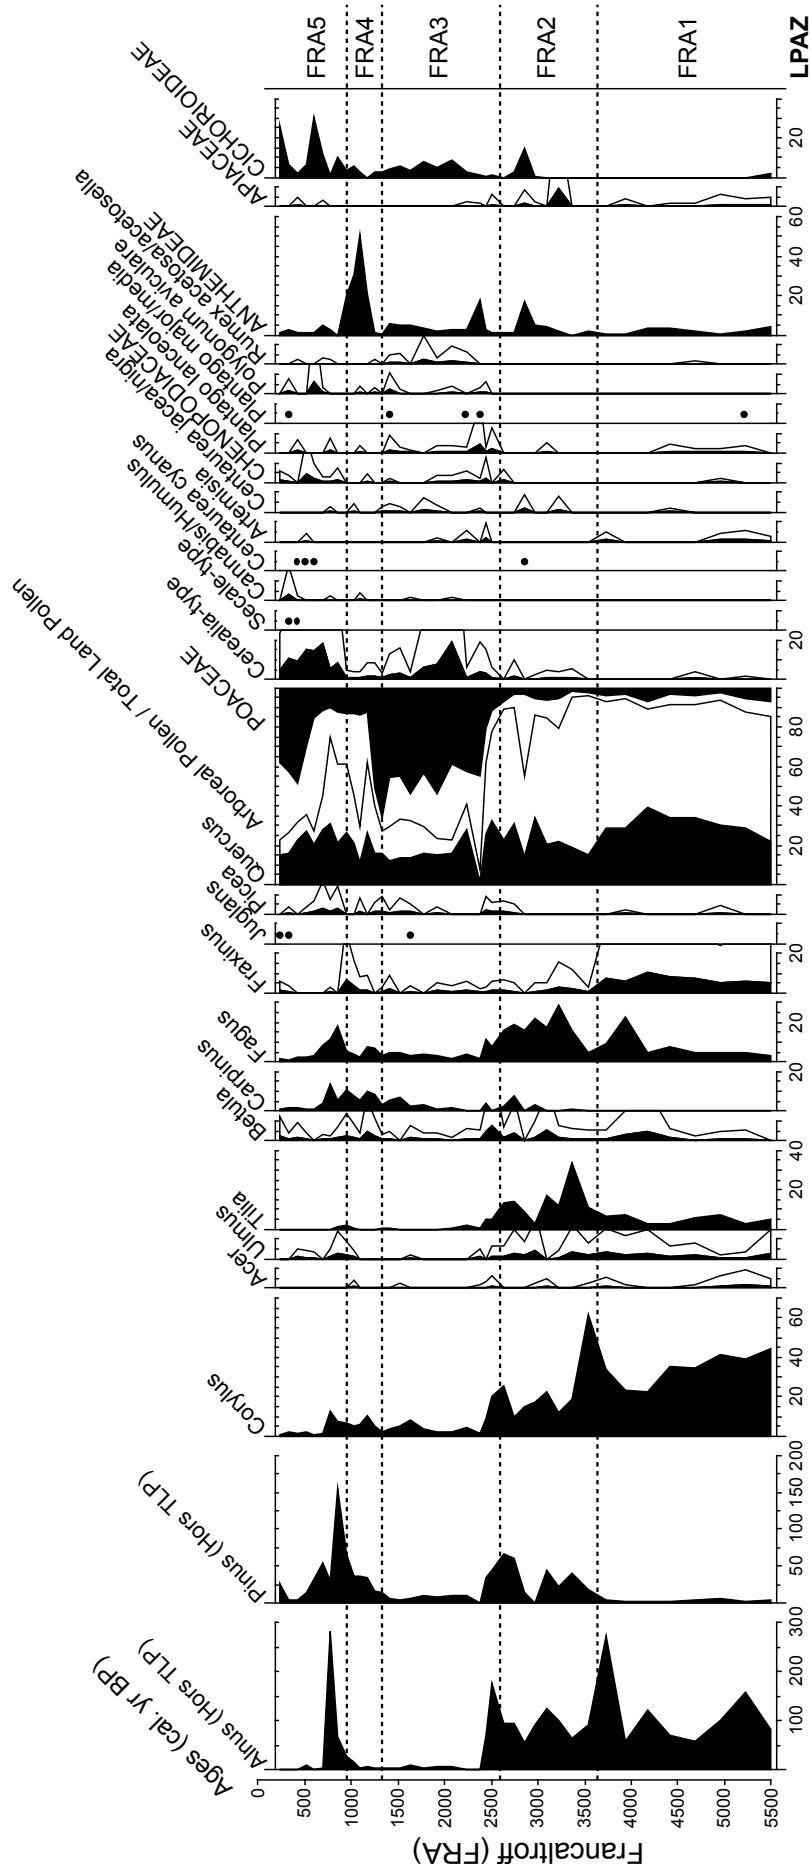 Francaltroff (FRA)
Ages (cal. yr BP)
0
500
1000
1500
2000
2500
3000
3500
4000
4500
5000
5500
Alnus (Hors TLP)
100
200
300
Pinus (Hors TLP)
50
100
150
200
Corylus
20
40
60
Acer
Ulmus
Tilia
20
40
Betula
Carpinus
20
Fagus
20
Fraxinus
20
Juglans
Picea
Quercus
Arboreal Pollen / Total Land Pollen
20
40
60
80
POACEAE
Cerealia-type
20
Secale-type
Cannabis/Humulus
Centaurea cyanus
Artemisia
Centaurea jacea/nigra
CHENOPODIACEAE
Plantago lanceolata
Plantago major/media
Polygonum aviculare
Rumex acetosa/acetosella
ANTHEMIDEAE
20
40
60
APIACEAE
CICHORIOIDEAE
20
FRA5
FRA4
FRA3
FRA2
FRA1
LPAZ